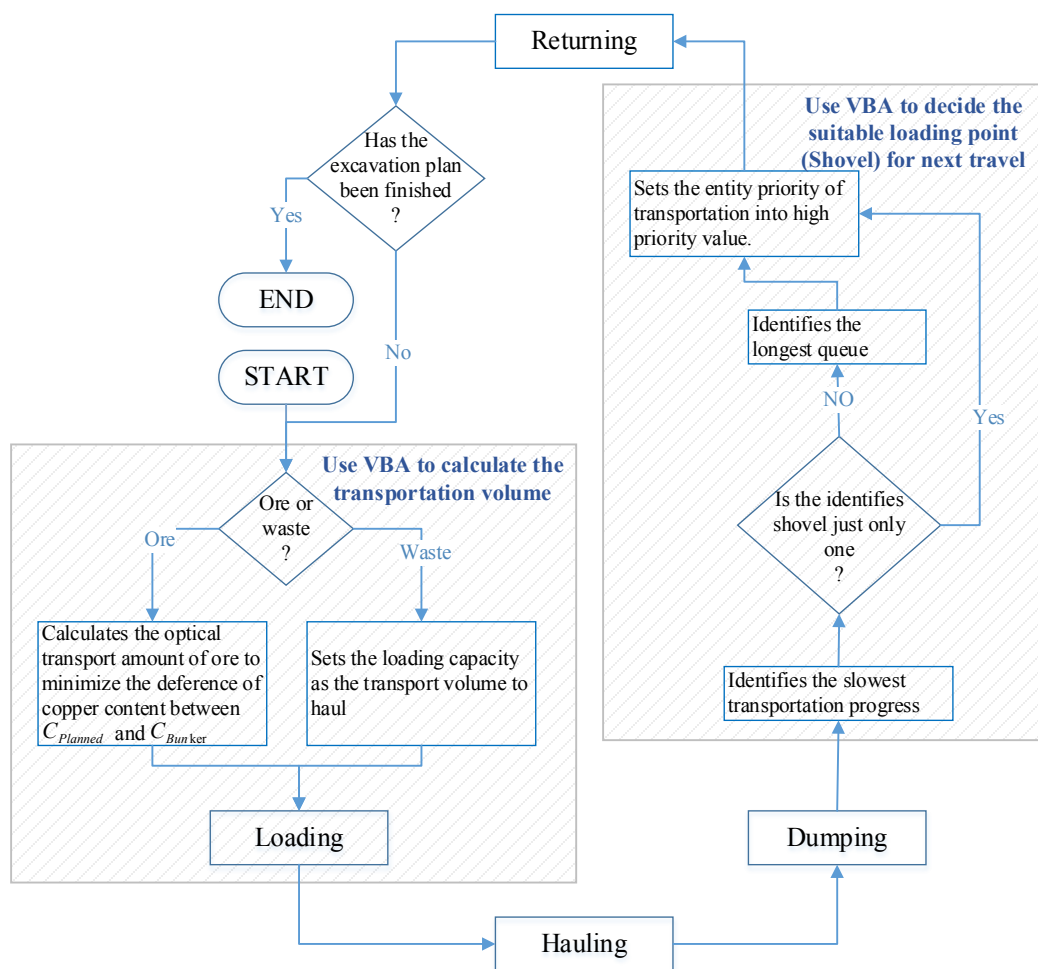 Returning
Has the
excavation plan
been finished
?
Yes
END
No
START
Use VBA to calculate the
transportation volume
Ore or
waste
?
Ore
Waste
Calculates the optical
transport amount of ore to
minimize the deference of
copper content between
C_Planned and C_Bunker
Sets the loading capacity
as the transport volume to
haul
Loading
Hauling
Dumping
Use VBA to decide the
suitable loading point
(Shovel) for next travel
Sets the entity priority of
transportation into high
priority value.
Identifies the
longest queue
NO
Yes
Is the identifies
shovel just only
one
?
Identifies the slowest
transportation progress